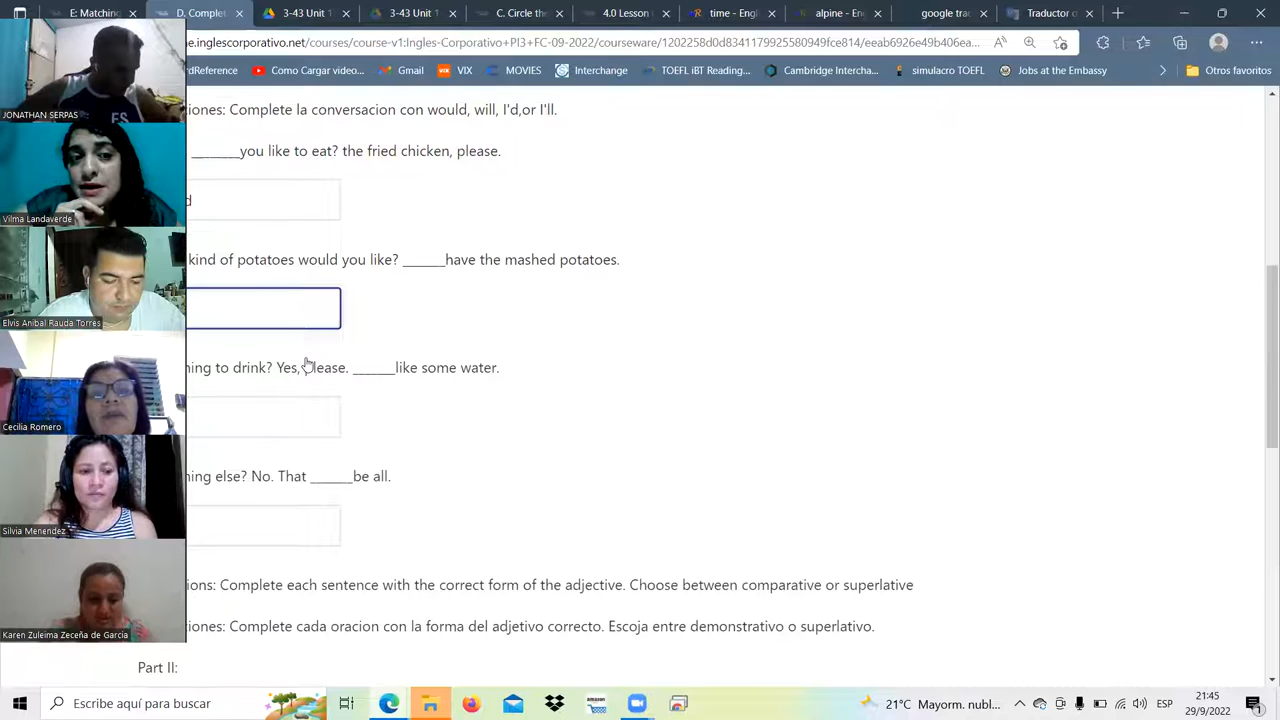 E: Matching
D. Complete
3-43 Unit 1
3-43 Unit 1
C. Circle t
4.0 Lesson
time - Eng
alpine - En
google tra
Traductor d
e.inglescorporativo.net/courses/course-v1:Ingles-Corporativo+PI3+FC-09-2022/courseware/1202258d0d8341179925580949fce814/eeab6926e49b406ea...
rdReference
Como Cargar video...
Gmail
VIX
MOVIES
Interchange
TOEFL iBT Reading...
Cambridge Intercha...
simulacro TOEFL
Jobs at the Embassy
Otros favoritos
iones: Complete la conversacion con would, will, I'd,or I'll.
_______you like to eat? the fried chicken, please.
d
kind of potatoes would you like? ______have the mashed potatoes.
hing to drink? Yes, please. ______like some water.
hing else? No. That ______be all.
ions: Complete each sentence with the correct form of the adjective. Choose between comparative or superlative
iones: Complete cada oracion con la forma del adjetivo correcto. Escoja entre demonstrativo o superlativo.
Part II:
JONATHAN SERPAS
ES
Vilma Landaverde
Elvis Anibal Rauda Torres
Cecilia Romero
Silvia Menendez
Karen Zuleima Zeceña de Garcia
Escribe aquí para buscar
amazon
21°C Mayorm. nubl...
ESP
21:45
29/9/2022
1